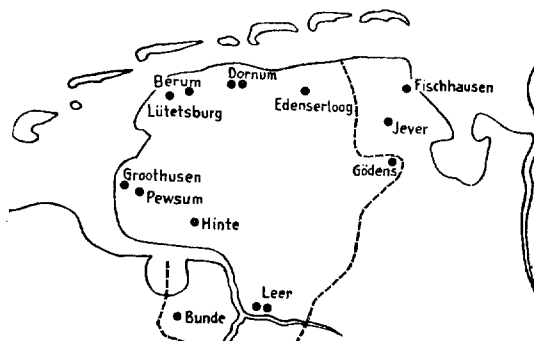 Dornum
Berum
Fischhausen
Lütetsburg
Edenserloog
Jever
Gödens
Groothusen
Pewsum
Hinte
Leer
Bunde